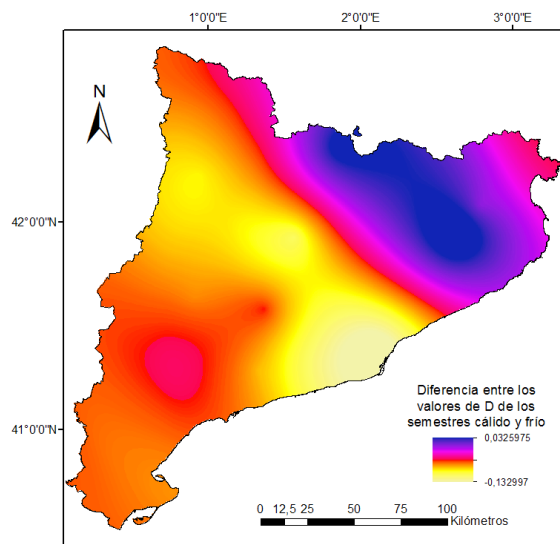 1°0'0"E 2°0'0"E 3°0'0"E
N
42°0'0"N
41°0'0"N
Diferencia entre los
valores de D de los
semestres cálido y frío
0,0325975
-0,132997
0 12,5 25 50 75 100
Kilómetros